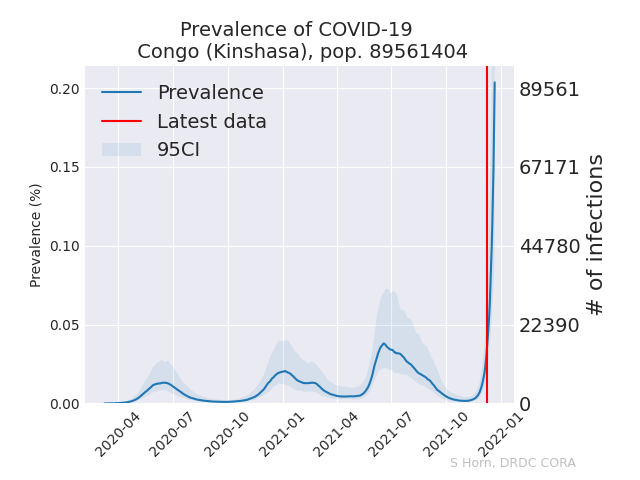 Prevalence of COVID-19
Congo (Kinshasa), pop. 89561404
Prevalence
Latest data
95CI
Prevalence (%)
0.20
0.15
0.10
0.05
0.00
89561
67171
44780
22390
0
# of infections
2020-04
2020-07
2020-10
2021-01
2021-04
2021-07
2021-10
2022-01
S Horn, DRDC CORA